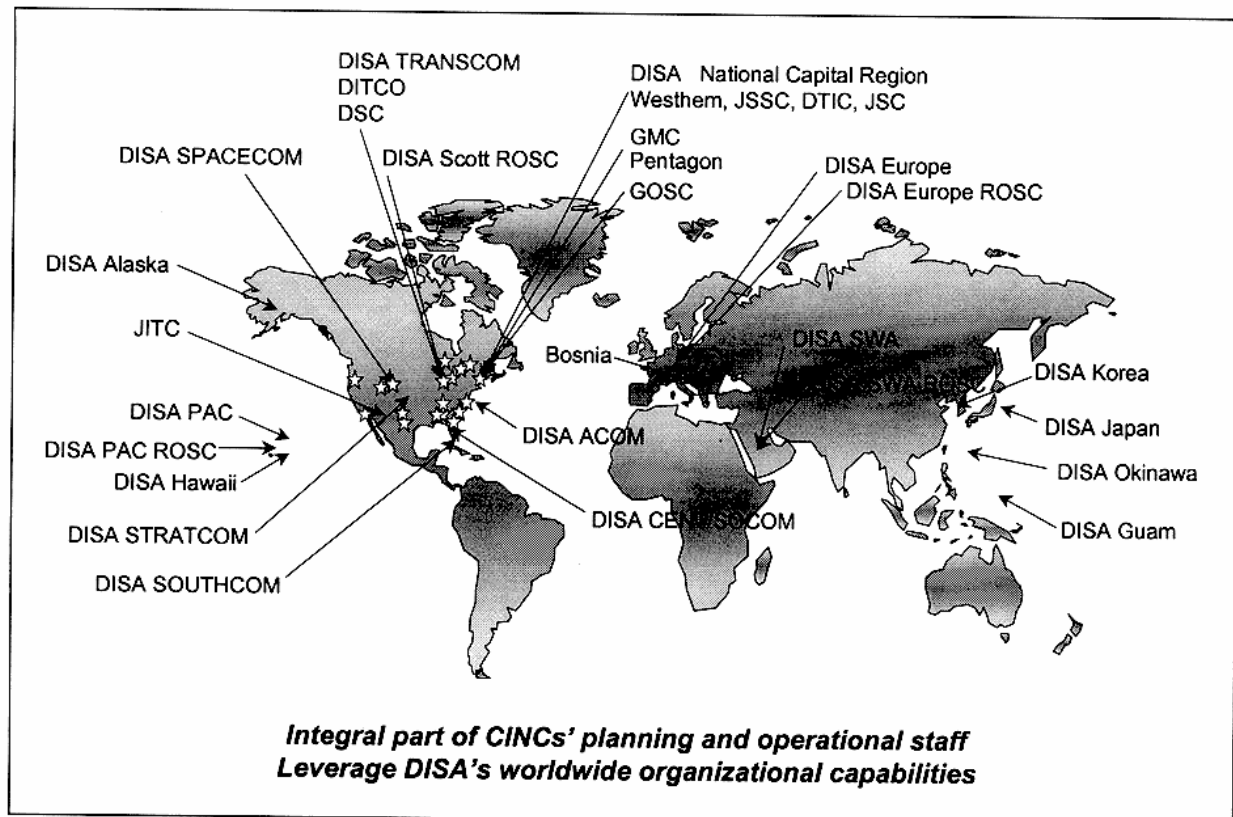 DISA TRANSCOM
DITCO
DSC
DISA National Capital Region
Westhem, JSSC, DTIC, JSC
DISA SPACECOM
DISA Scott ROSC
GMC
Pentagon
GOSC
DISA Europe
DISA Europe ROSC
DISA Alaska
JITC
Bosnia
DISA SWA
SWA ROSC
DISA Korea
DISA PAC
DISA Japan
DISA ACOM
DISA PAC ROSC
DISA Okinawa
DISA Hawaii
DISA STRATCOM
DISA
DISA Guam
DISA SOUTHCOM
Integral part of CINCs' planning and operational staff
Leverage DISA's worldwide organizational capabilities